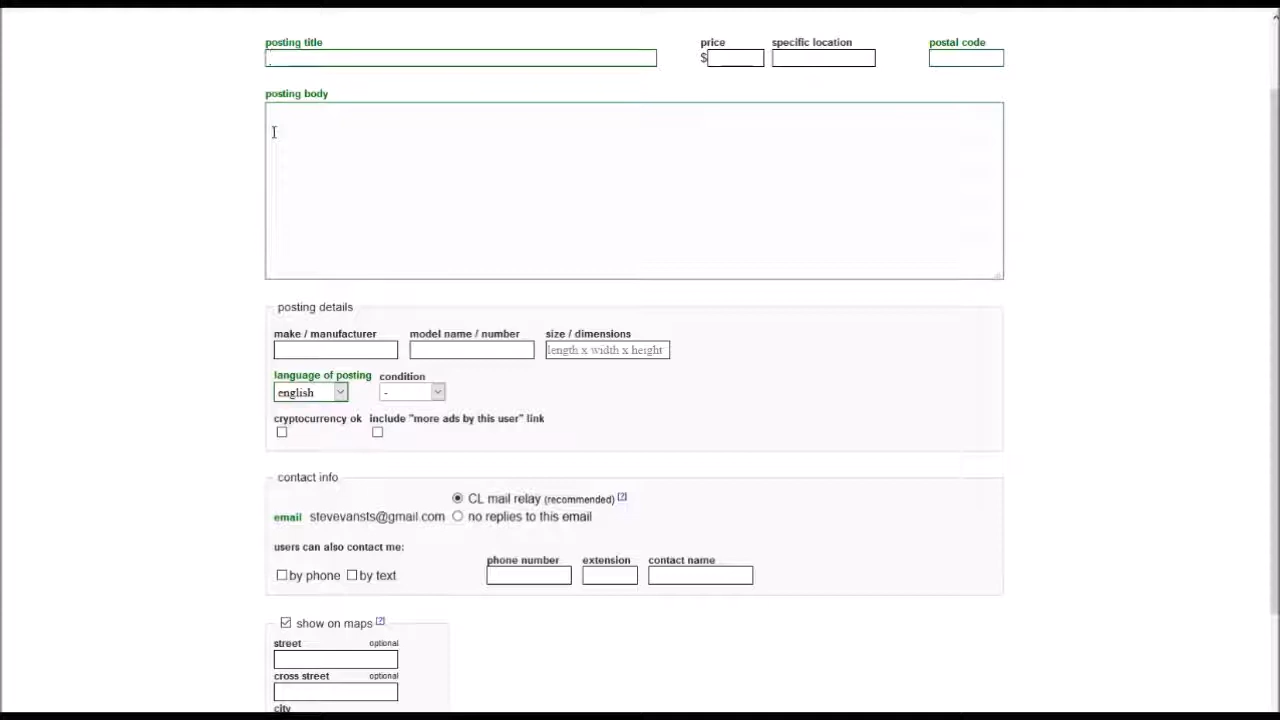 posting title price specific location postal code
$
posting body
posting details
make / manufacturer model name / number size / dimensions
length x width x height
language of posting condition
english -
cryptocurrency ok include "more ads by this user" link
contact info
CL mail relay (recommended) [?]
email stevevansts@gmail.com no replies to this email
users can also contact me:
phone number extension contact name
by phone by text
show on maps [?]
street optional
cross street optional
city